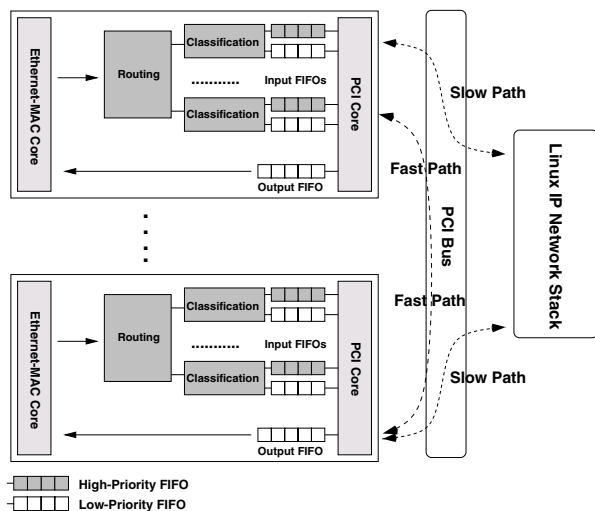 Ethernet-MAC Core
Routing
Classification
...........
Input FIFOs
Classification
PCI Core
Output FIFO
Slow Path
Fast Path
PCI Bus
Linux IP Network Stack
Ethernet-MAC Core
Routing
Classification
...........
Input FIFOs
Classification
PCI Core
Output FIFO
Fast Path
Slow Path
High-Priority FIFO
Low-Priority FIFO